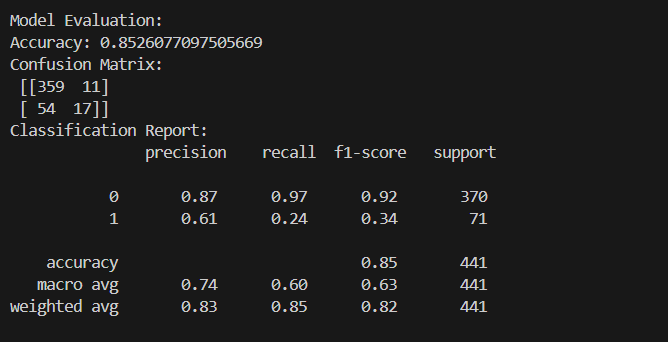 Model Evaluation:
Accuracy: 0.8526077097505669
Confusion Matrix:
[[359 11]
[ 54 17]]
Classification Report:
precision recall f1-score support
0 0.87 0.97 0.92 370
1 0.61 0.24 0.34 71
accuracy 0.85 441
macro avg 0.74 0.60 0.63 441
weighted avg 0.83 0.85 0.82 441